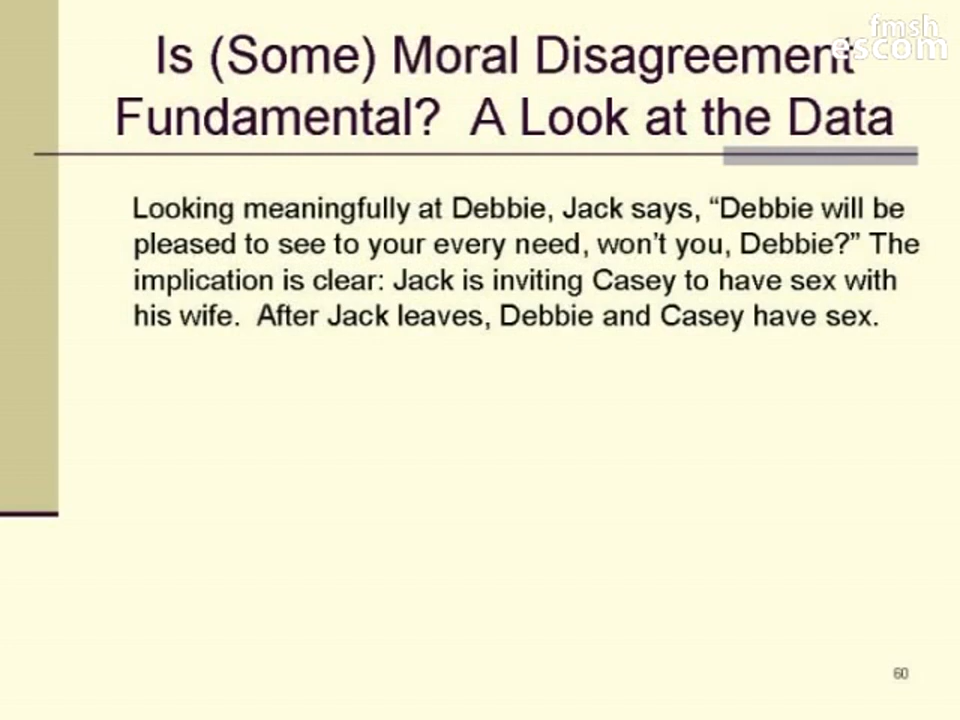 fmsh
escom
Is (Some) Moral Disagreement
Fundamental? A Look at the Data
Looking meaningfully at Debbie, Jack says, “Debbie will be
pleased to see to your every need, won’t you, Debbie?” The
implication is clear: Jack is inviting Casey to have sex with
his wife. After Jack leaves, Debbie and Casey have sex.
60